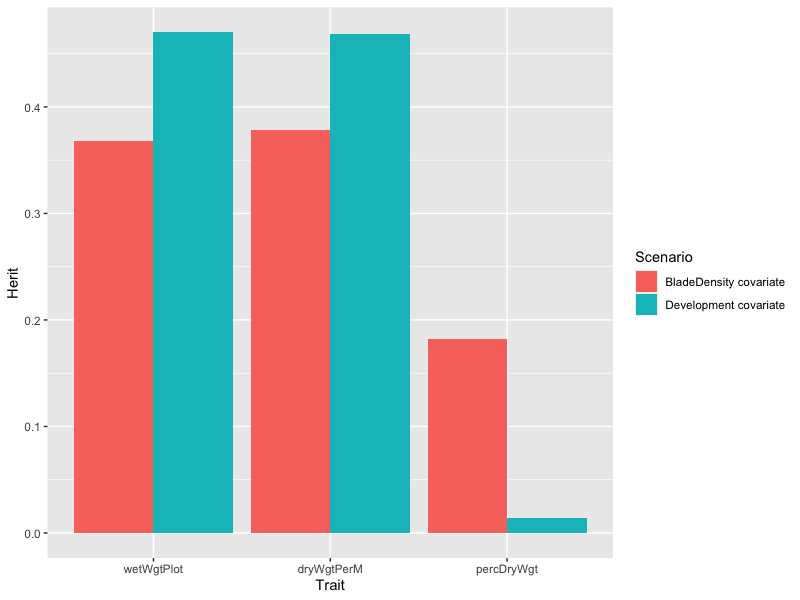 Herit
0.4
0.3
0.2
0.1
0.0
wetWgtPlot
dryWgtPerM
percDryWgt
Trait
Scenario
BladeDensity covariate
Development covariate